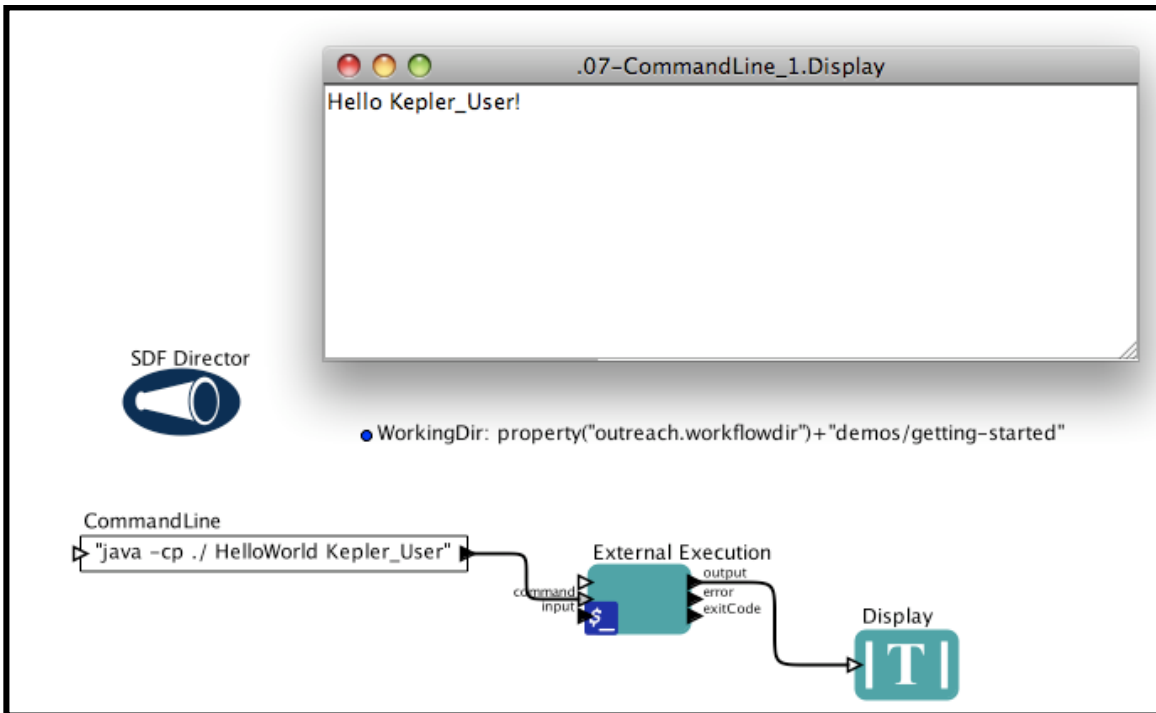 .07-CommandLine_1.Display
Hello Kepler_User!
SDF Director
WorkingDir: property("outreach.workflowdir")+"demos/getting-started"
CommandLine
"java -cp ./ HelloWorld Kepler_User"
External Execution
command
input
$_
output
error
exitCode
Display
T